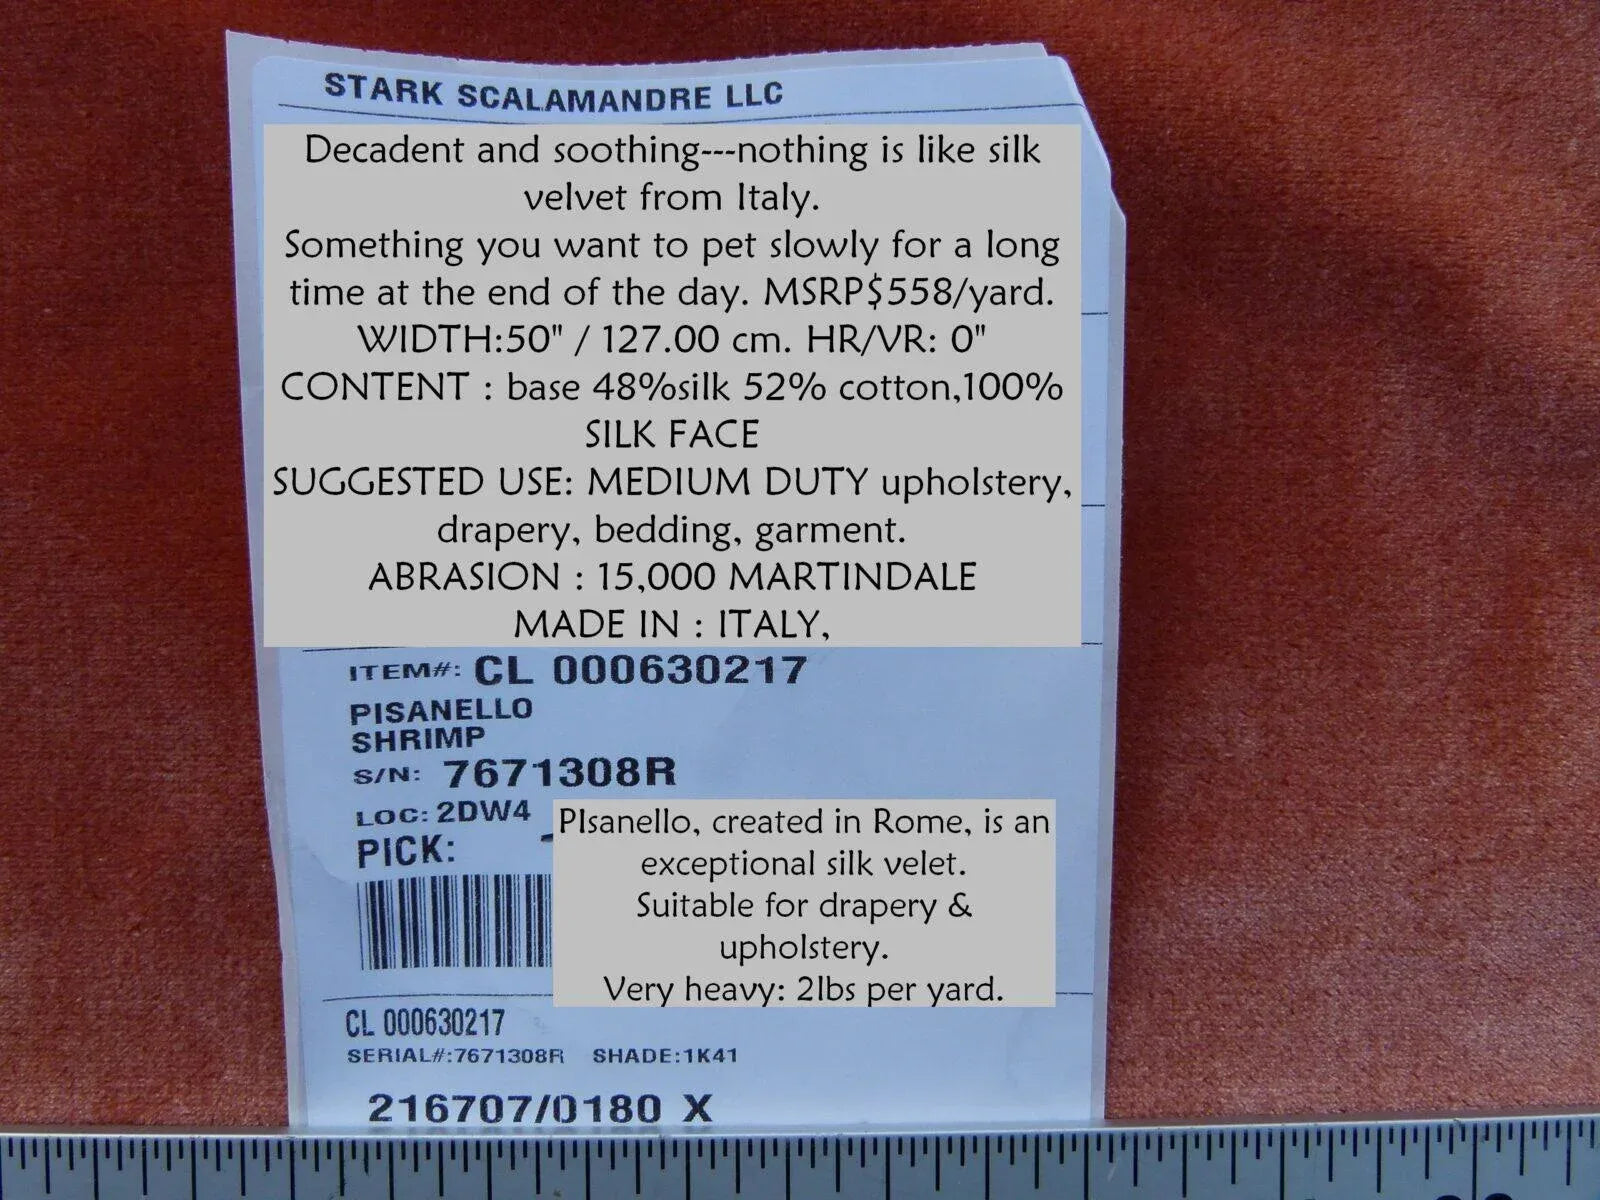 STARK SCALAMANDRE LLC
Decadent and soothing---nothing is like silk
velvet from Italy.
Something you want to pet slowly for a long
time at the end of the day. MSRP$558/yard.
WIDTH:50" / 127.00 cm. HR/VR: 0"
CONTENT : base 48%silk 52% cotton,100%
SILK FACE
SUGGESTED USE: MEDIUM DUTY upholstery,
drapery, bedding, garment.
ABRASION : 15,000 MARTINDALE
MADE IN : ITALY,
ITEM#: CL 000630217
PISANELLO
SHRIMP
S/N: 7671308R
LOC: 2DW4
PICK:
PIsanello, created in Rome, is an
exceptional silk velet.
Suitable for drapery &
upholstery.
Very heavy: 2lbs per yard.
CL 000630217
SERIAL#:7671308R SHADE:1K41
216707/0180 X